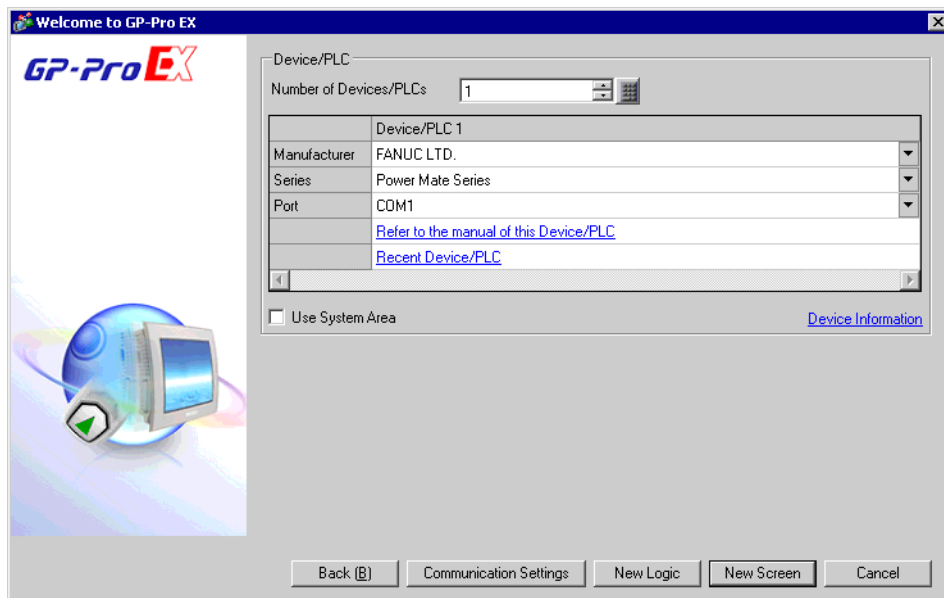 Welcome to GP-Pro EX
GP-Pro EX
Device/PLC
Number of Devices/PLCs 1
Device/PLC 1
Manufacturer FANUC LTD.
Series Power Mate Series
Port COM1
Refer to the manual of this Device/PLC
Recent Device/PLC
Use System Area Device Information
Back (B) Communication Settings New Logic New Screen Cancel